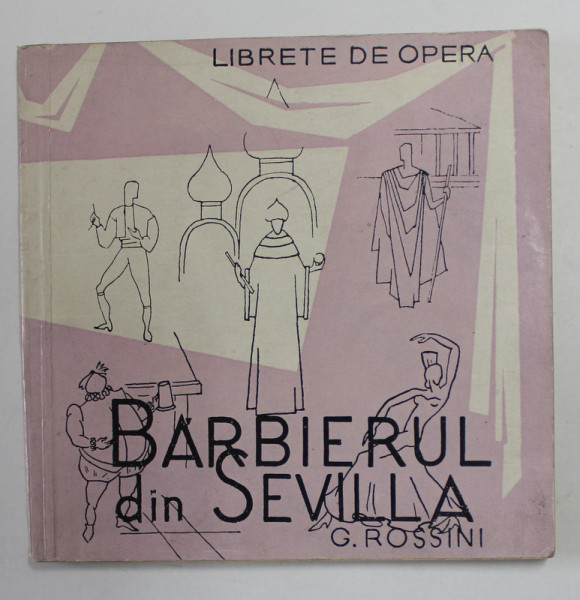 LIBRETE DE OPERA
BARBIERUL
din SEVILLA
G. ROSSINI